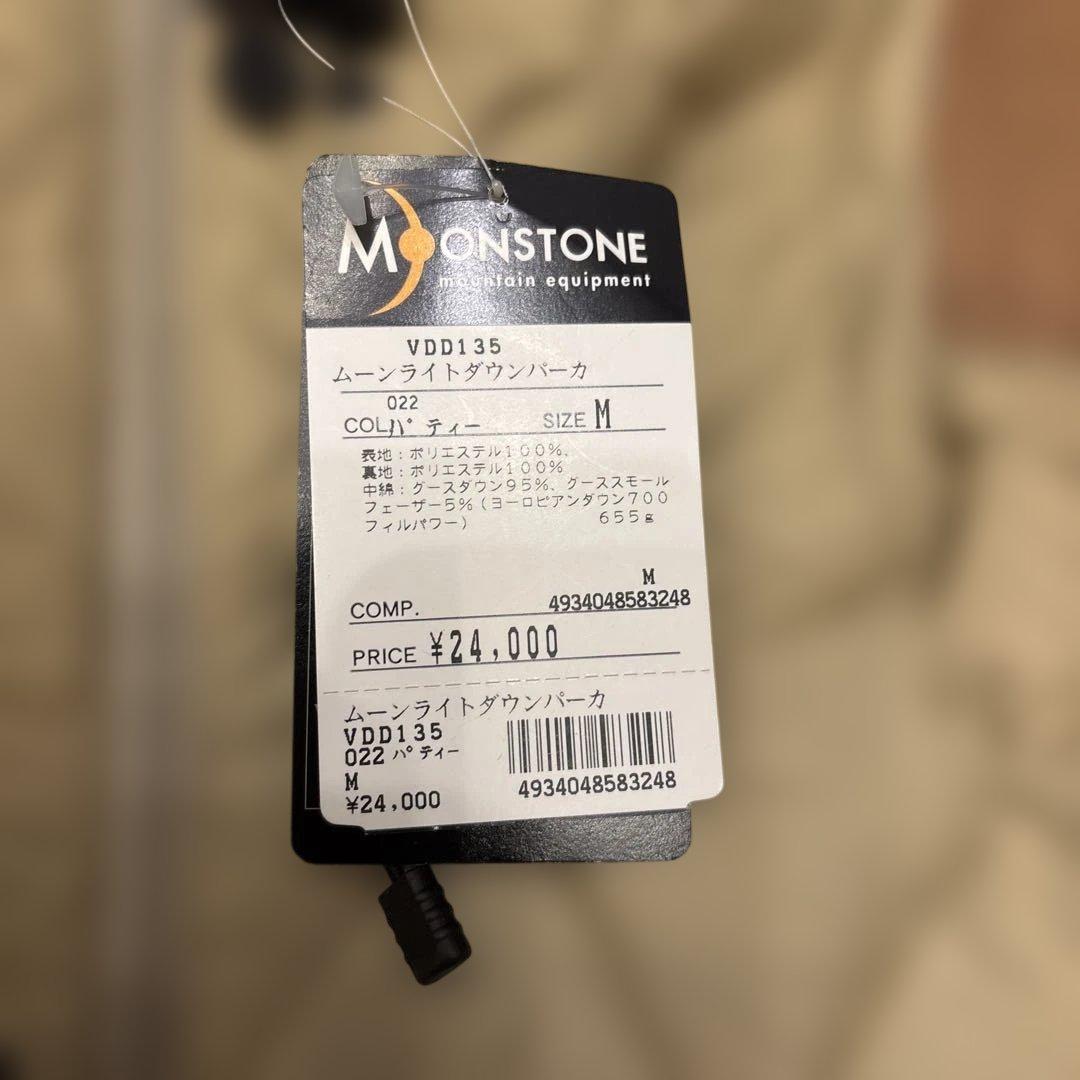 MOONSTONE
mountain equipment
VDD135
ムーンライトダウンパーカ
022
COL パティー SIZE M
表地：ポリエステル１００％、
裏地：ポリエステル１００％
中綿：グースダウン９５％、グーススモール
フェーザー５％（ヨーロピアンダウン７００
フィルパワー） ６５５ｇ
M
COMP. 4934048583248
PRICE ¥24,000
ムーンライトダウンパーカ
VDD135
022 パティー
M
¥24,000
4934048583248